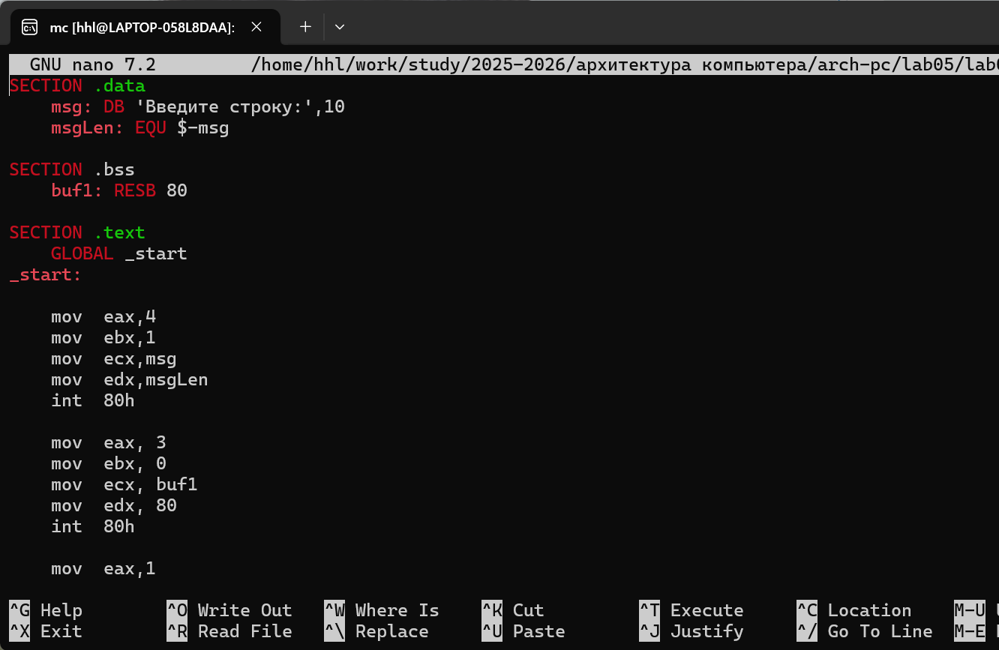 mc [hhl@LAPTOP-058L8DAA]:
GNU nano 7.2 /home/hhl/work/study/2025-2026/архитектура компьютера/arch-pc/lab05/lab0
SECTION .data
msg: DB 'Введите строку:',10
msgLen: EQU $-msg
SECTION .bss
buf1: RESB 80
SECTION .text
GLOBAL _start
_start:
mov eax,4
mov ebx,1
mov ecx,msg
mov edx,msgLen
int 80h
mov eax, 3
mov ebx, 0
mov ecx, buf1
mov edx, 80
int 80h
mov eax,1
^G Help ^O Write Out ^W Where Is ^K Cut ^T Execute ^C Location M-U
^X Exit ^R Read File ^\ Replace ^U Paste ^J Justify ^/ Go To Line M-E